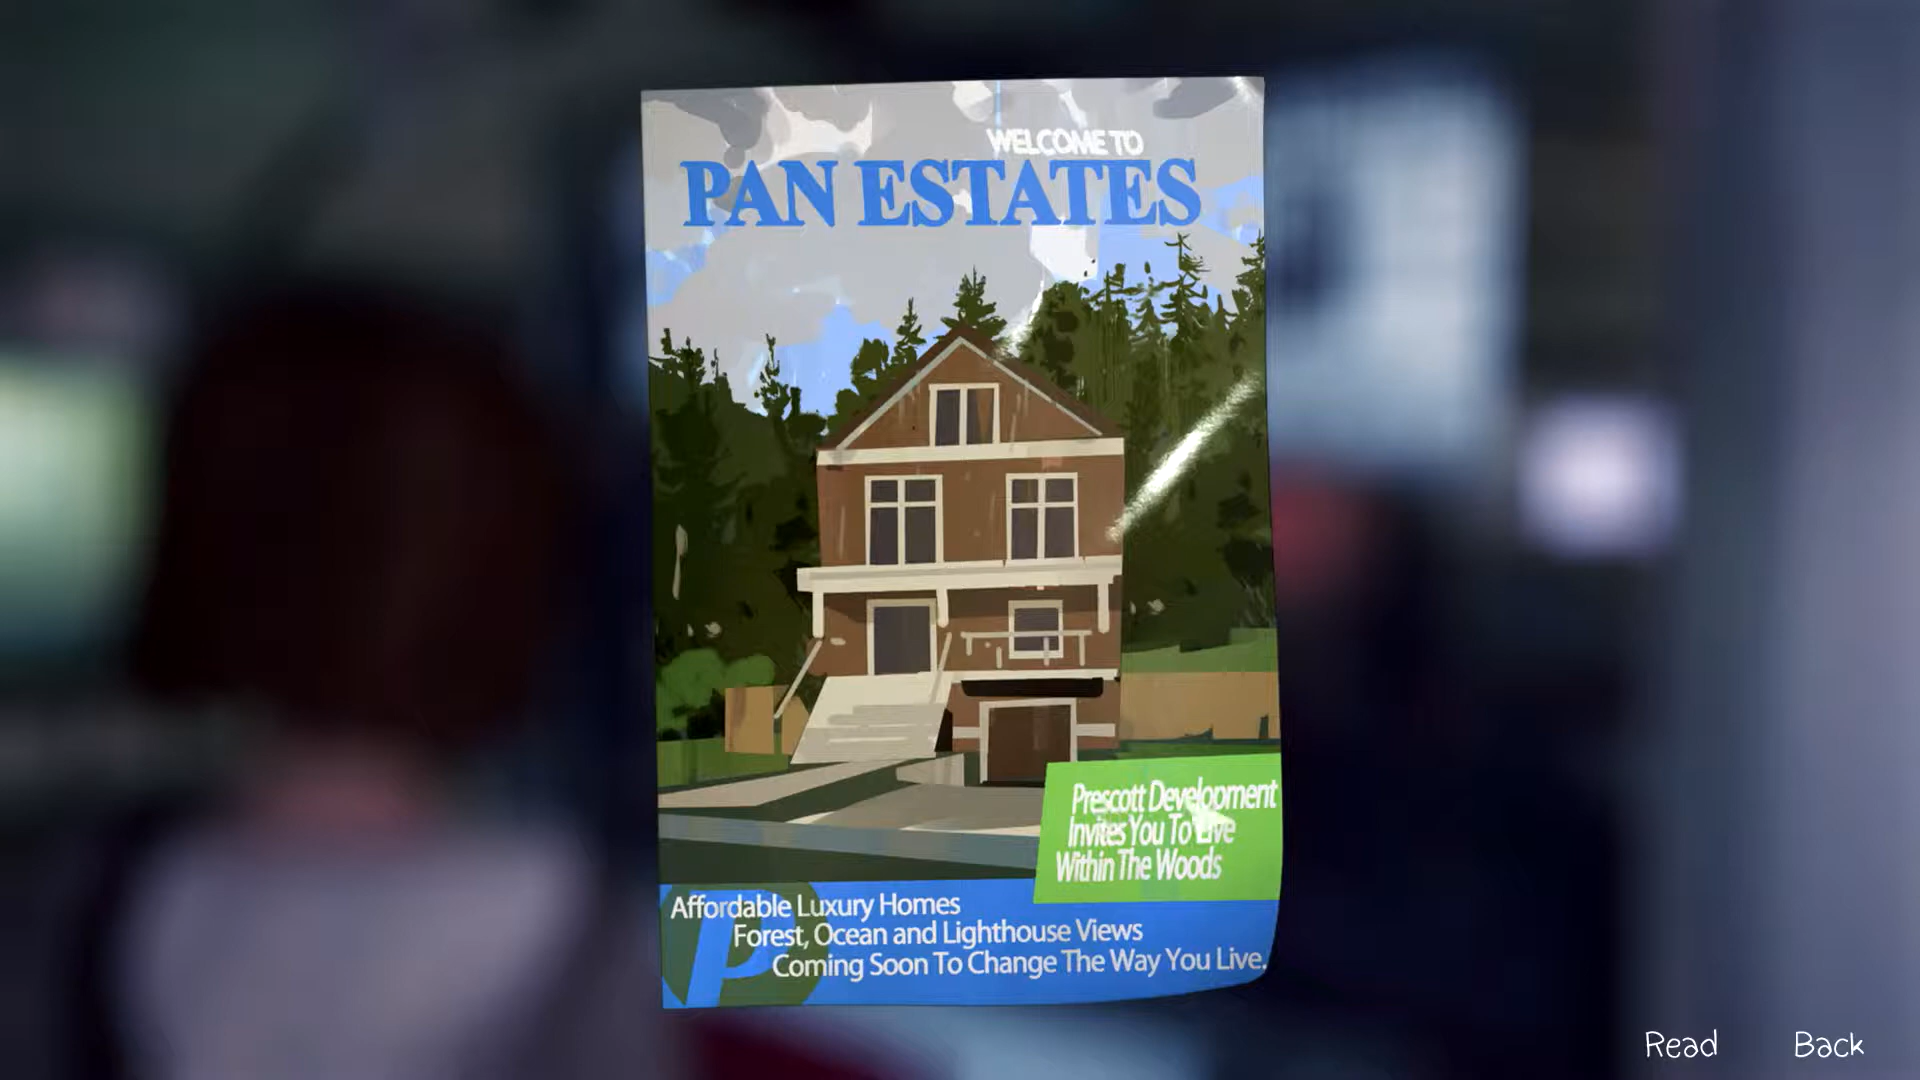 WELCOME TO
PAN ESTATES
Prescott Development
Invites You To Live
Within The Woods
Affordable Luxury Homes
Forest, Ocean and Lighthouse Views
Coming Soon To Change The Way You Live.
P
Read
Back